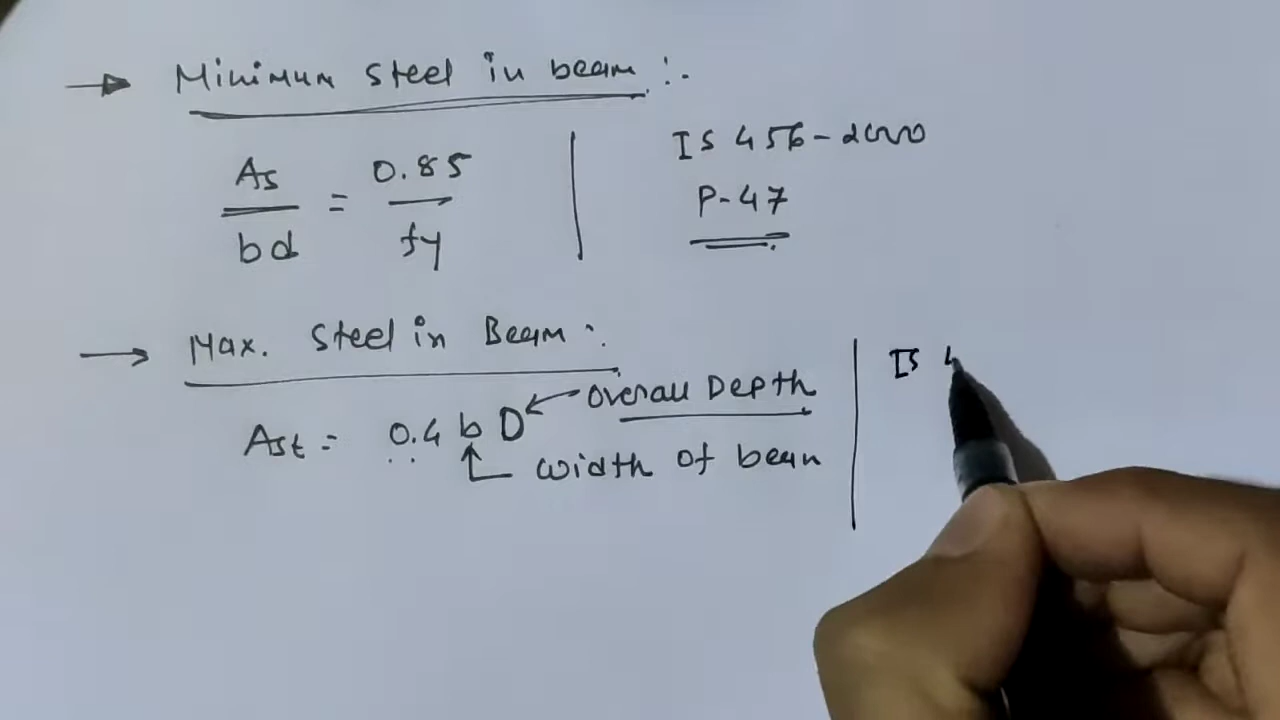 Minimum Steel in beam :-
As/bd = 0.85/fy
IS 456-2000
P-47
Max. Steel in Beam :
Ast = 0.4 b D ← Overall Depth
width of beam
IS 4